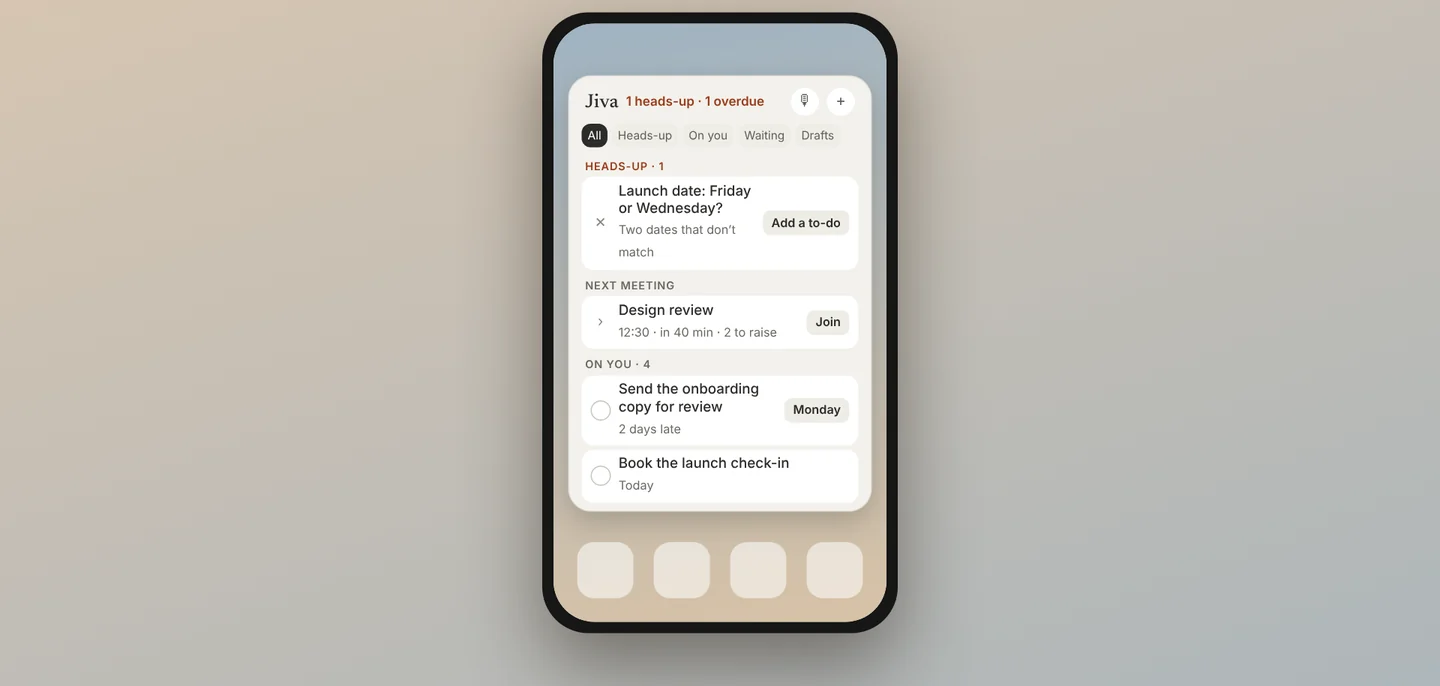 Jiva 1 heads-up · 1 overdue +
All Heads-up On you Waiting Drafts
HEADS-UP · 1
Launch date: Friday
or Wednesday?
Two dates that don’t
match
× Add a to-do
NEXT MEETING
Design review
12:30 · in 40 min · 2 to raise
› Join
ON YOU · 4
Send the onboarding
copy for review
2 days late
Monday
Book the launch check-in
Today